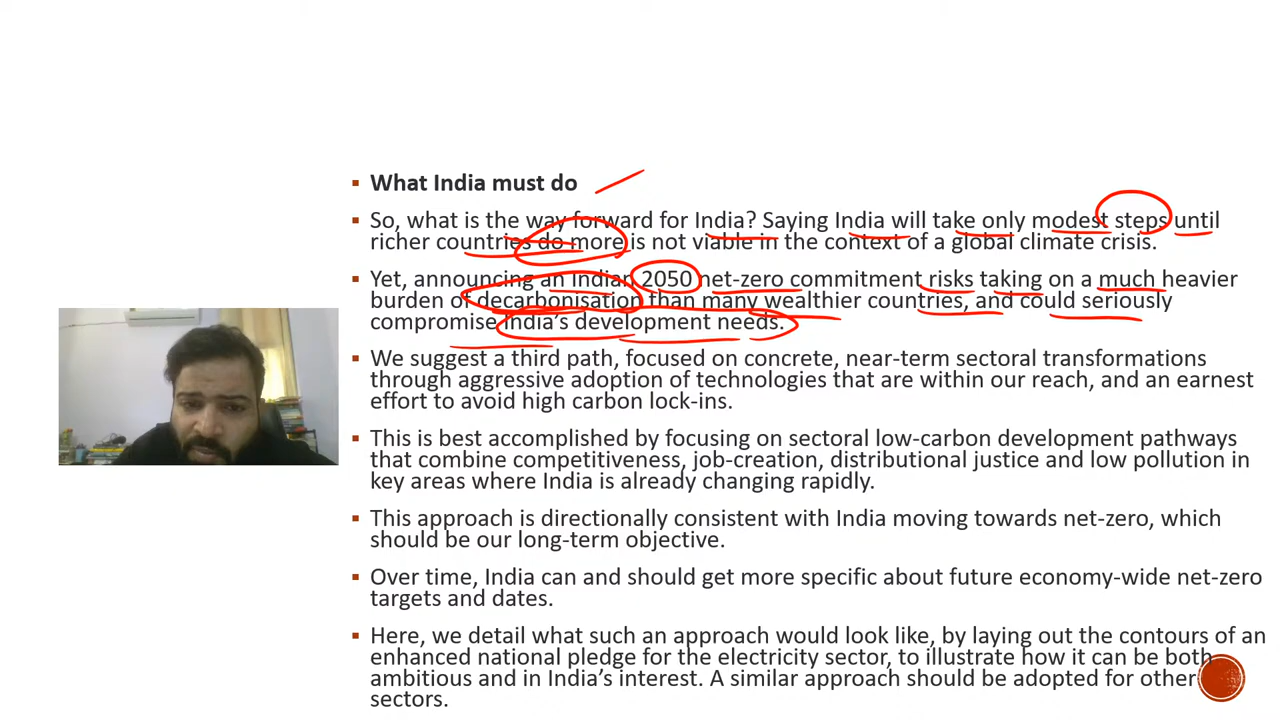 What India must do
So, what is the way forward for India? Saying India will take only modest steps until
richer countries do more is not viable in the context of a global climate crisis.
Yet, announcing an Indian 2050 net-zero commitment risks taking on a much heavier
burden of decarbonisation than many wealthier countries, and could seriously
compromise India's development needs.
We suggest a third path, focused on concrete, near-term sectoral transformations
through aggressive adoption of technologies that are within our reach, and an earnest
effort to avoid high carbon lock-ins.
This is best accomplished by focusing on sectoral low-carbon development pathways
that combine competitiveness, job-creation, distributional justice and low pollution in
key areas where India is already changing rapidly.
This approach is directionally consistent with India moving towards net-zero, which
should be our long-term objective.
Over time, India can and should get more specific about future economy-wide net-zero
targets and dates.
Here, we detail what such an approach would look like, by laying out the contours of an
enhanced national pledge for the electricity sector, to illustrate how it can be both
ambitious and in India's interest. A similar approach should be adopted for other
sectors.